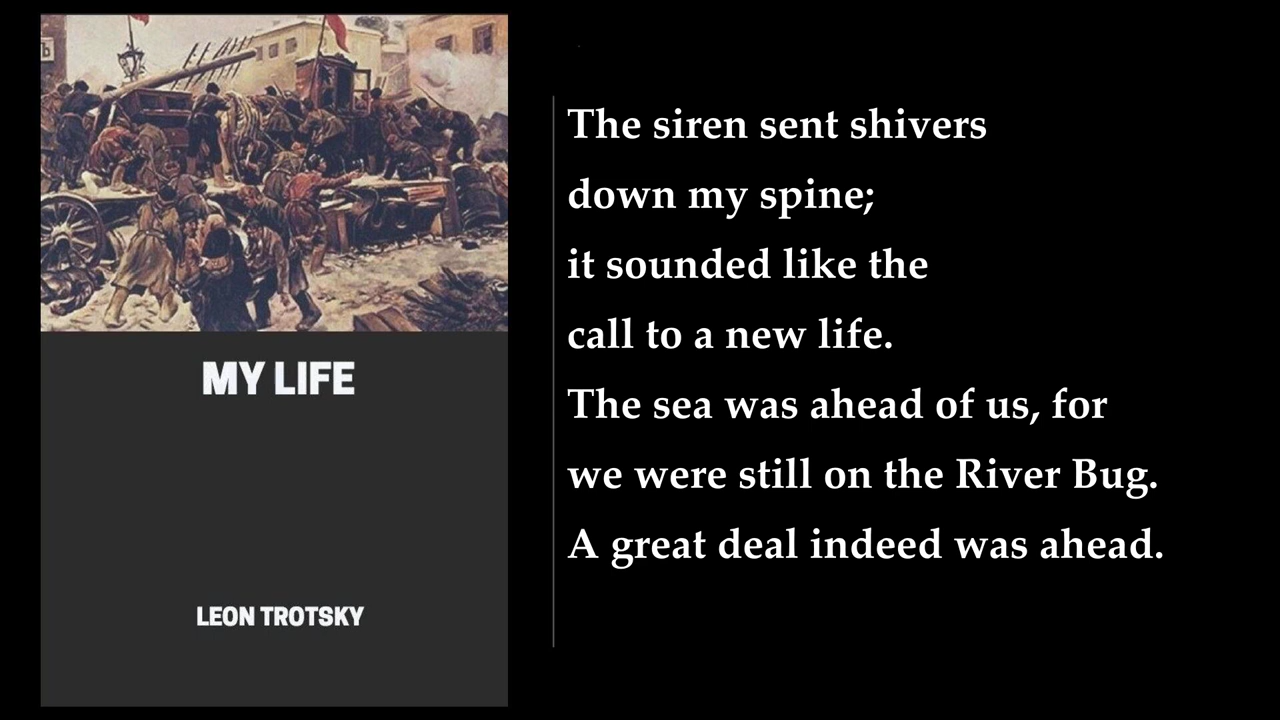 MY LIFE
LEON TROTSKY
The siren sent shivers
down my spine;
it sounded like the
call to a new life.
The sea was ahead of us, for
we were still on the River Bug.
A great deal indeed was ahead.